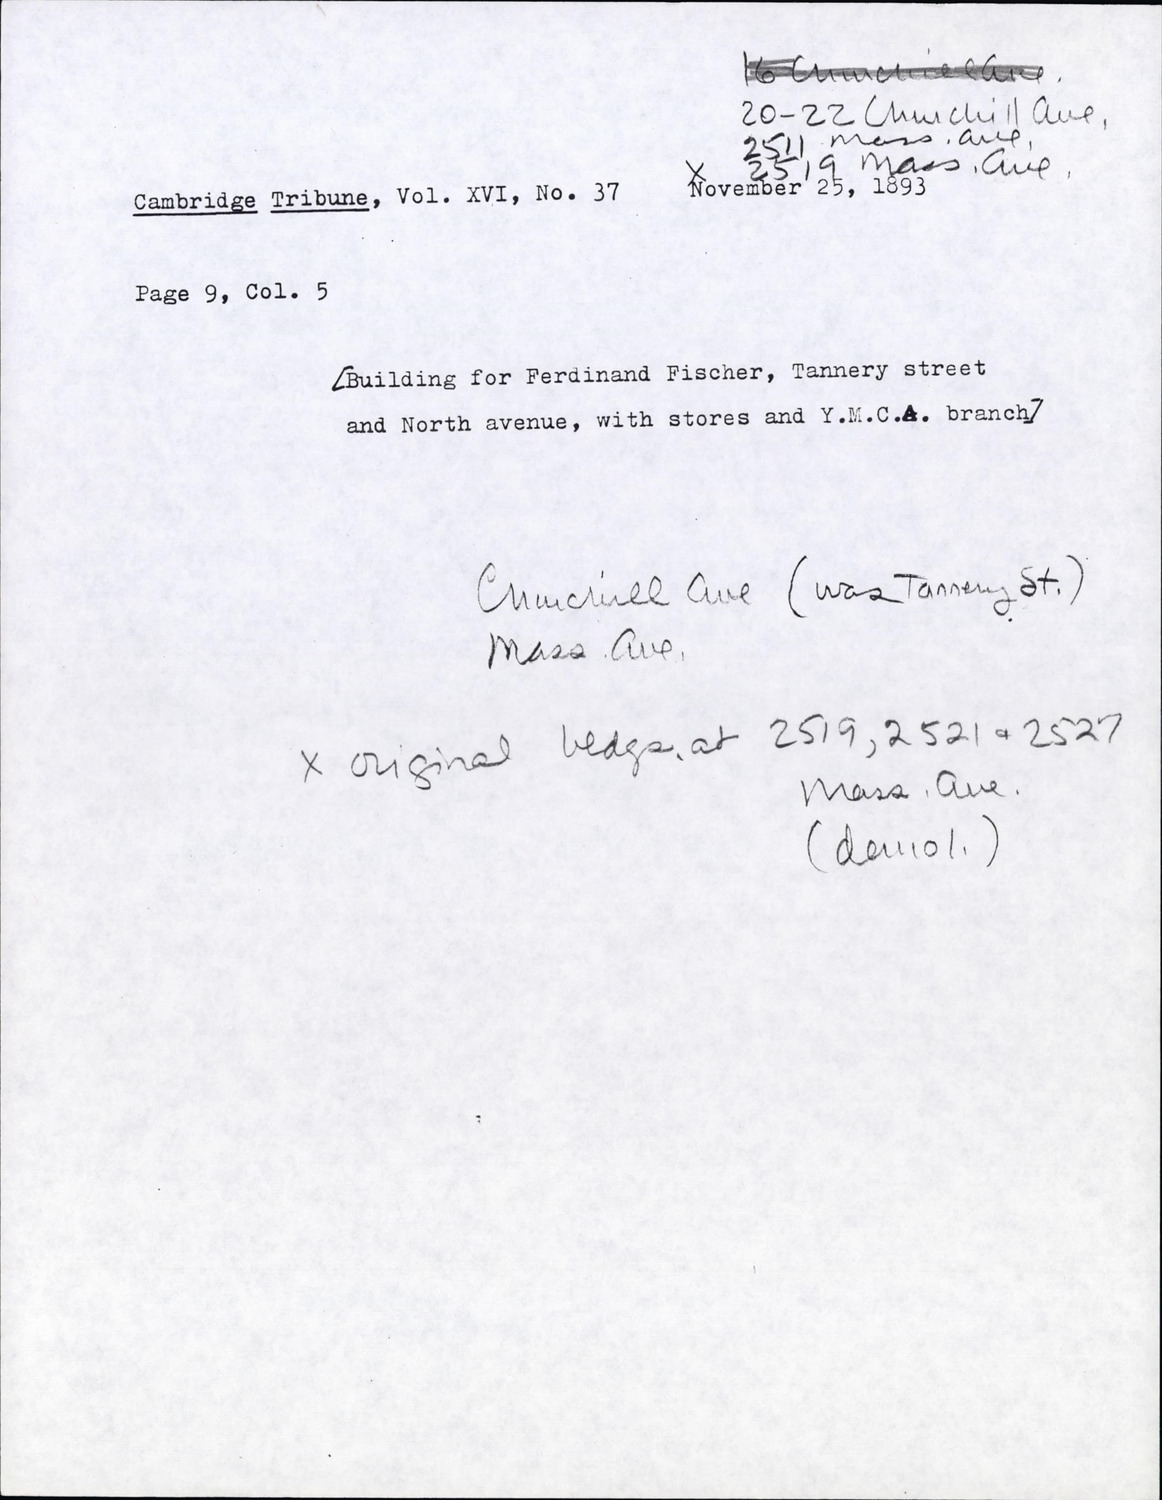 16 Churchill Ave.
20-22 Churchill Ave,
2511 Mass. Ave,
X 2519 Mass. Ave,
Cambridge Tribune, Vol. XVI, No. 37 November 25, 1893
Page 9, Col. 5
[Building for Ferdinand Fischer, Tannery street
and North avenue, with stores and Y.M.C.A. branch]
Churchill Ave (was Tannery St.)
Mass. Ave,
X original bldgs. at 2519, 2521 + 2527
Mass. Ave.
(demol.)